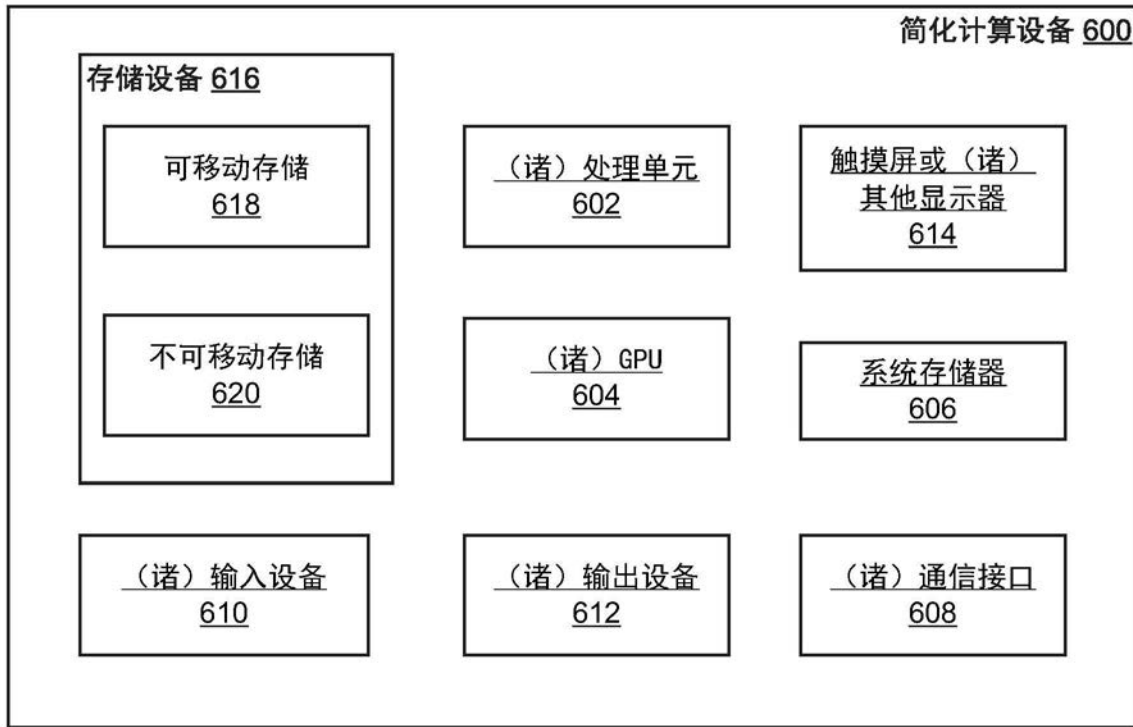 简化计算设备 600
存储设备 616
可移动存储
618
（诸）处理单元
602
触摸屏或（诸）
其他显示器
614
不可移动存储
620
（诸）GPU
604
系统存储器
606
（诸）输入设备
610
（诸）输出设备
612
（诸）通信接口
608